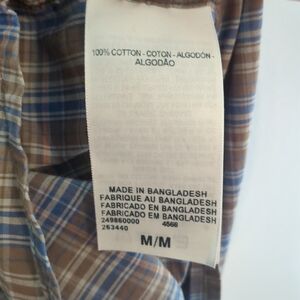 100% COTTON - COTON - ALGODÓN -
ALGODÃO
MADE IN BANGLADESH
FABRIQUE AU BANGLADESH
FABRICADO EN BANGLADESH
FABRICADO EM BANGLADESH
249860000 4566
263440
M/M